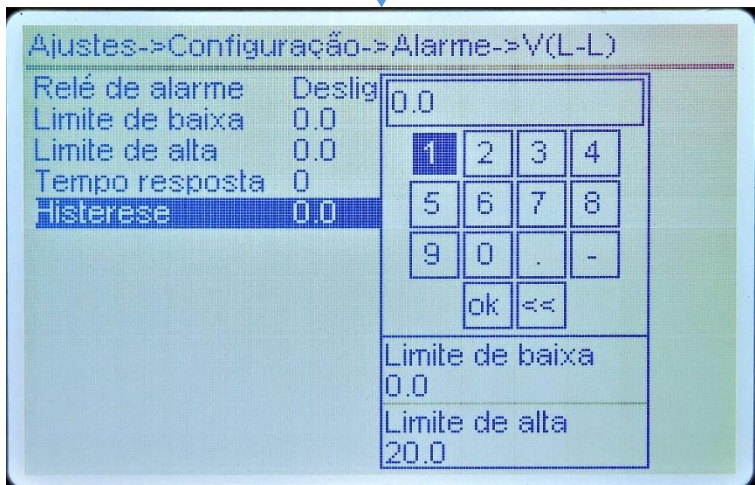 Ajustes->Configuração->Alarme->V(L-L)
Relé de alarme Deslig
Limite de baixa 0.0
Limite de alta 0.0
Tempo resposta 0
Histerese 0.0
0.0
1 2 3 4
5 6 7 8
9 0 . -
ok <<
Limite de baixa
0.0
Limite de alta
20.0